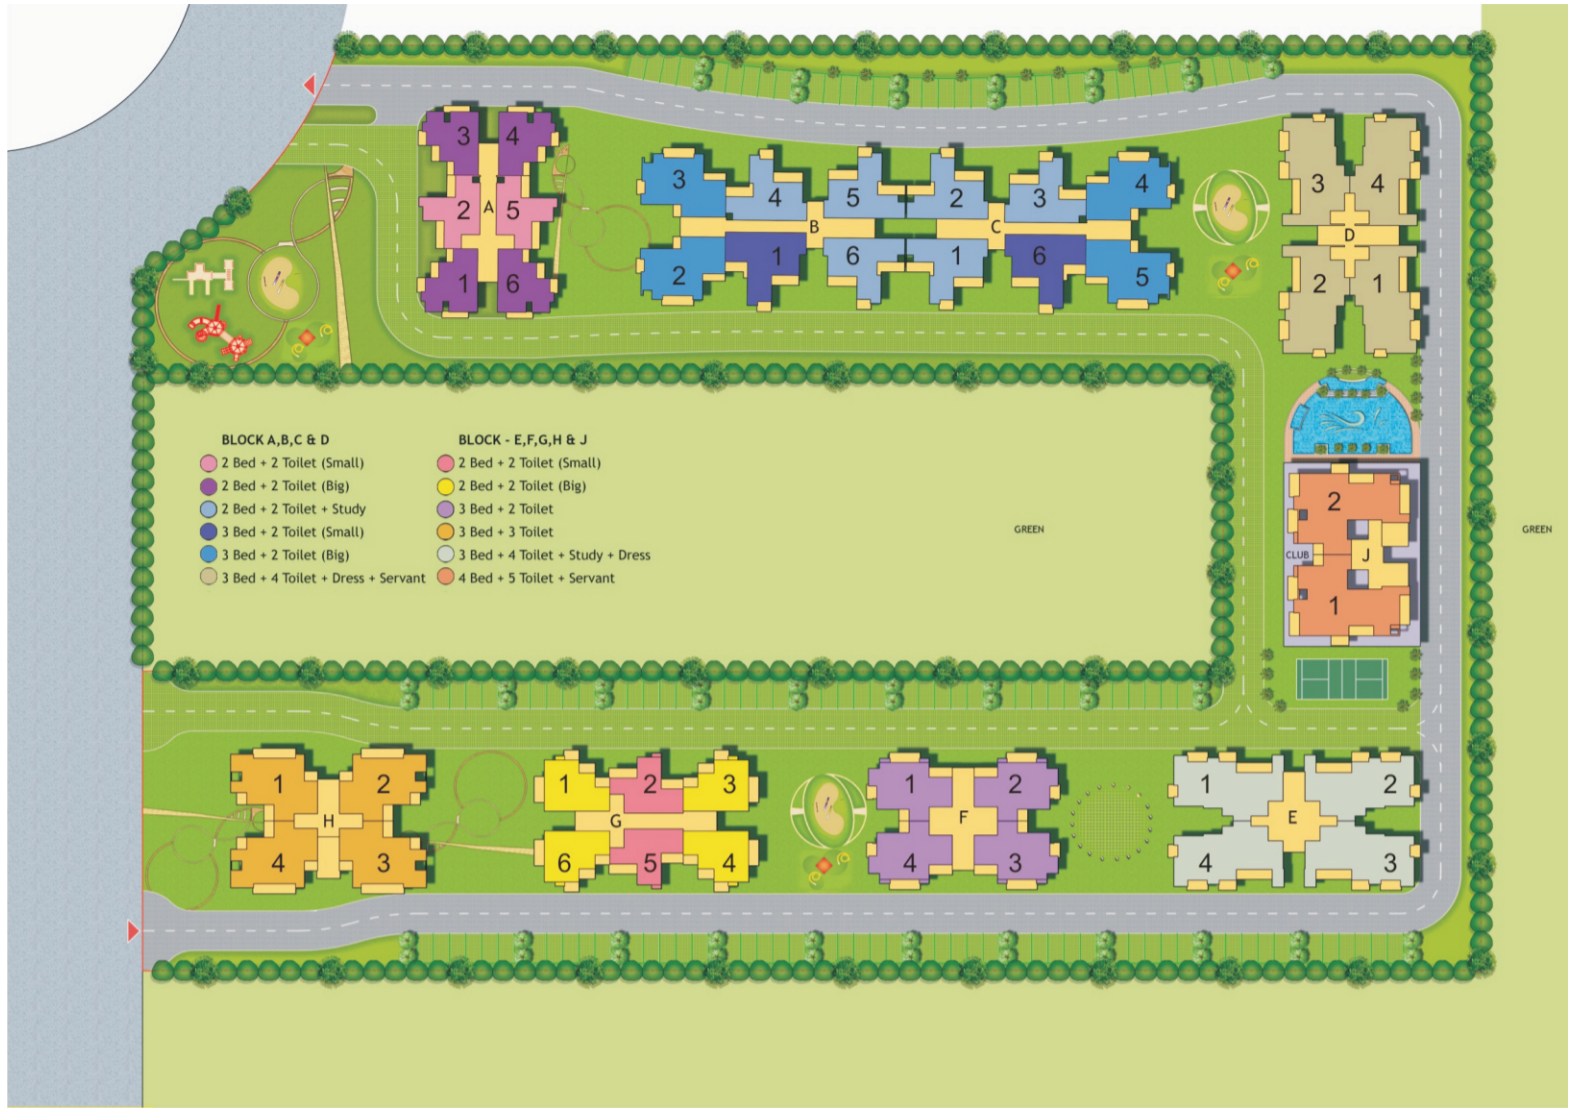 3 4
2 A 5
1 6
3 4 5 2 3 4
B C
2 1 6 1 6 5
3 4
D
2 1
BLOCK A,B,C & D
2 Bed + 2 Toilet (Small)
2 Bed + 2 Toilet (Big)
2 Bed + 2 Toilet + Study
3 Bed + 2 Toilet (Small)
3 Bed + 2 Toilet (Big)
3 Bed + 4 Toilet + Dress + Servant
BLOCK - E,F,G,H & J
2 Bed + 2 Toilet (Small)
2 Bed + 2 Toilet (Big)
3 Bed + 2 Toilet
3 Bed + 3 Toilet
3 Bed + 4 Toilet + Study + Dress
4 Bed + 5 Toilet + Servant
GREEN
GREEN
2
CLUB J
1
1 2
H
4 3
1 2 3
G
6 5 4
1 2
F
4 3
1 2
E
4 3